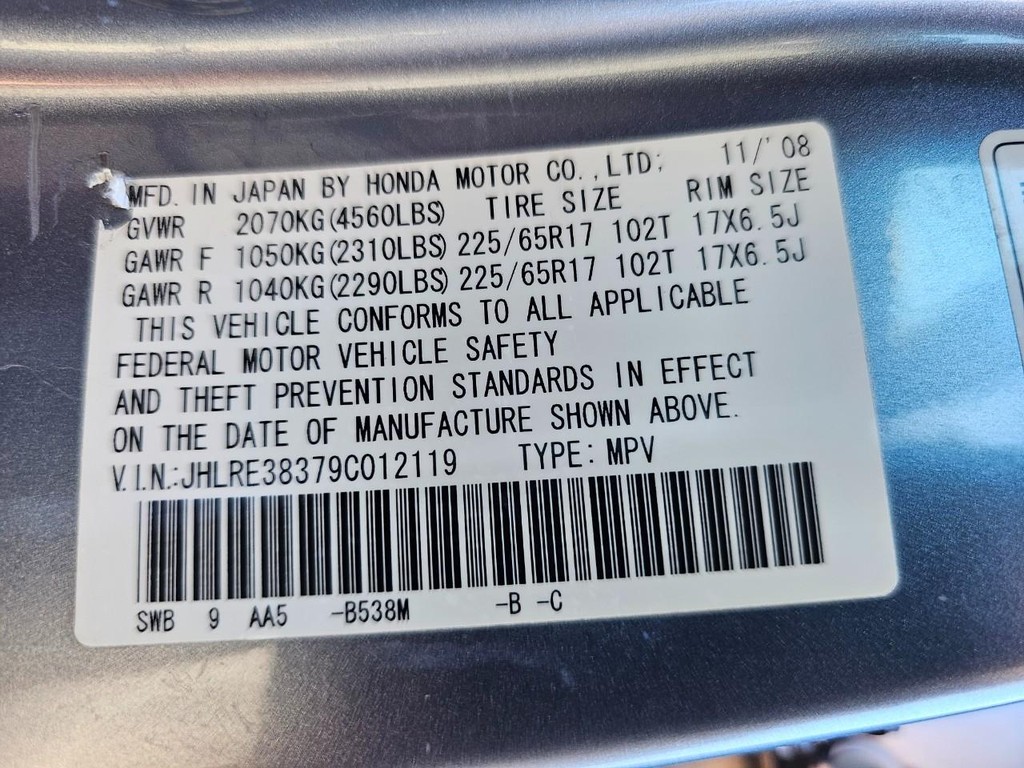 MFD. IN JAPAN BY HONDA MOTOR CO.,LTD; 11/'08
GVWR 2070KG(4560LBS) TIRE SIZE RIM SIZE
GAWR F 1050KG(2310LBS) 225/65R17 102T 17X6.5J
GAWR R 1040KG(2290LBS) 225/65R17 102T 17X6.5J
THIS VEHICLE CONFORMS TO ALL APPLICABLE
FEDERAL MOTOR VEHICLE SAFETY
AND THEFT PREVENTION STANDARDS IN EFFECT
ON THE DATE OF MANUFACTURE SHOWN ABOVE.
V.I.N.:JHLRE38379C012119 TYPE: MPV
SWB 9 AA5 -B538M -B -C